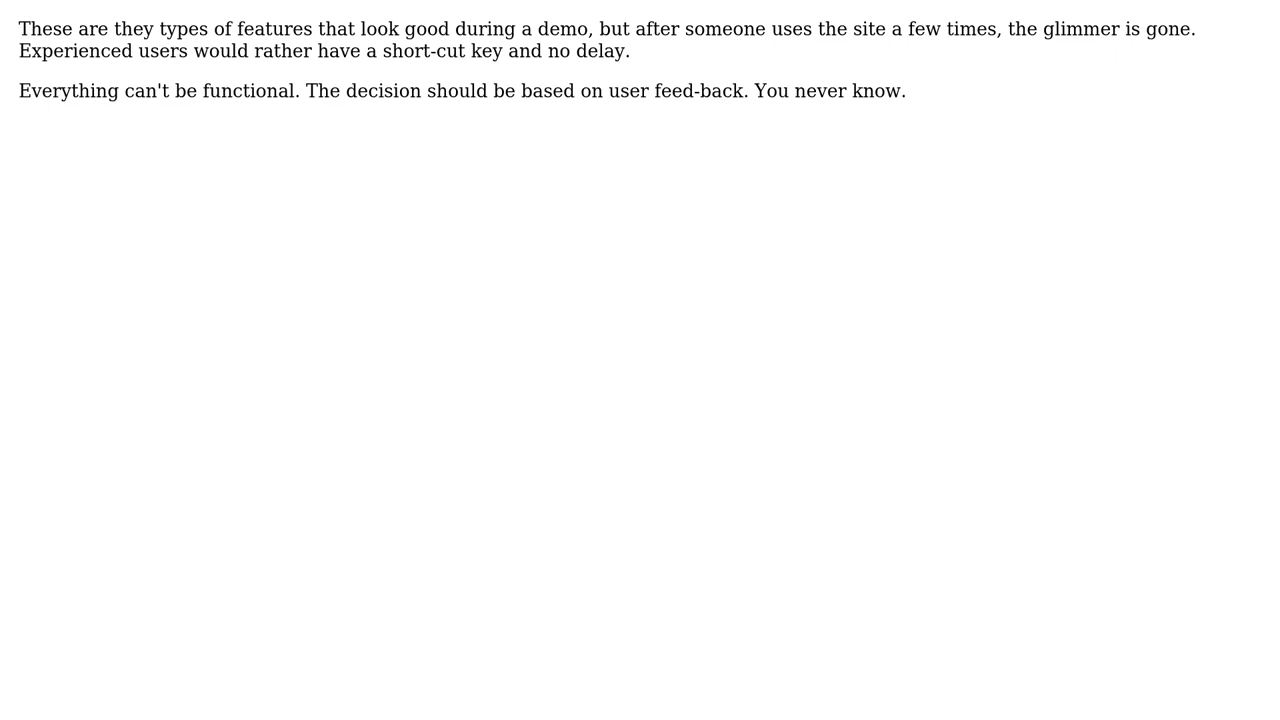 These are they types of features that look good during a demo, but after someone uses the site a few times, the glimmer is gone.
Experienced users would rather have a short-cut key and no delay.
Everything can't be functional. The decision should be based on user feed-back. You never know.